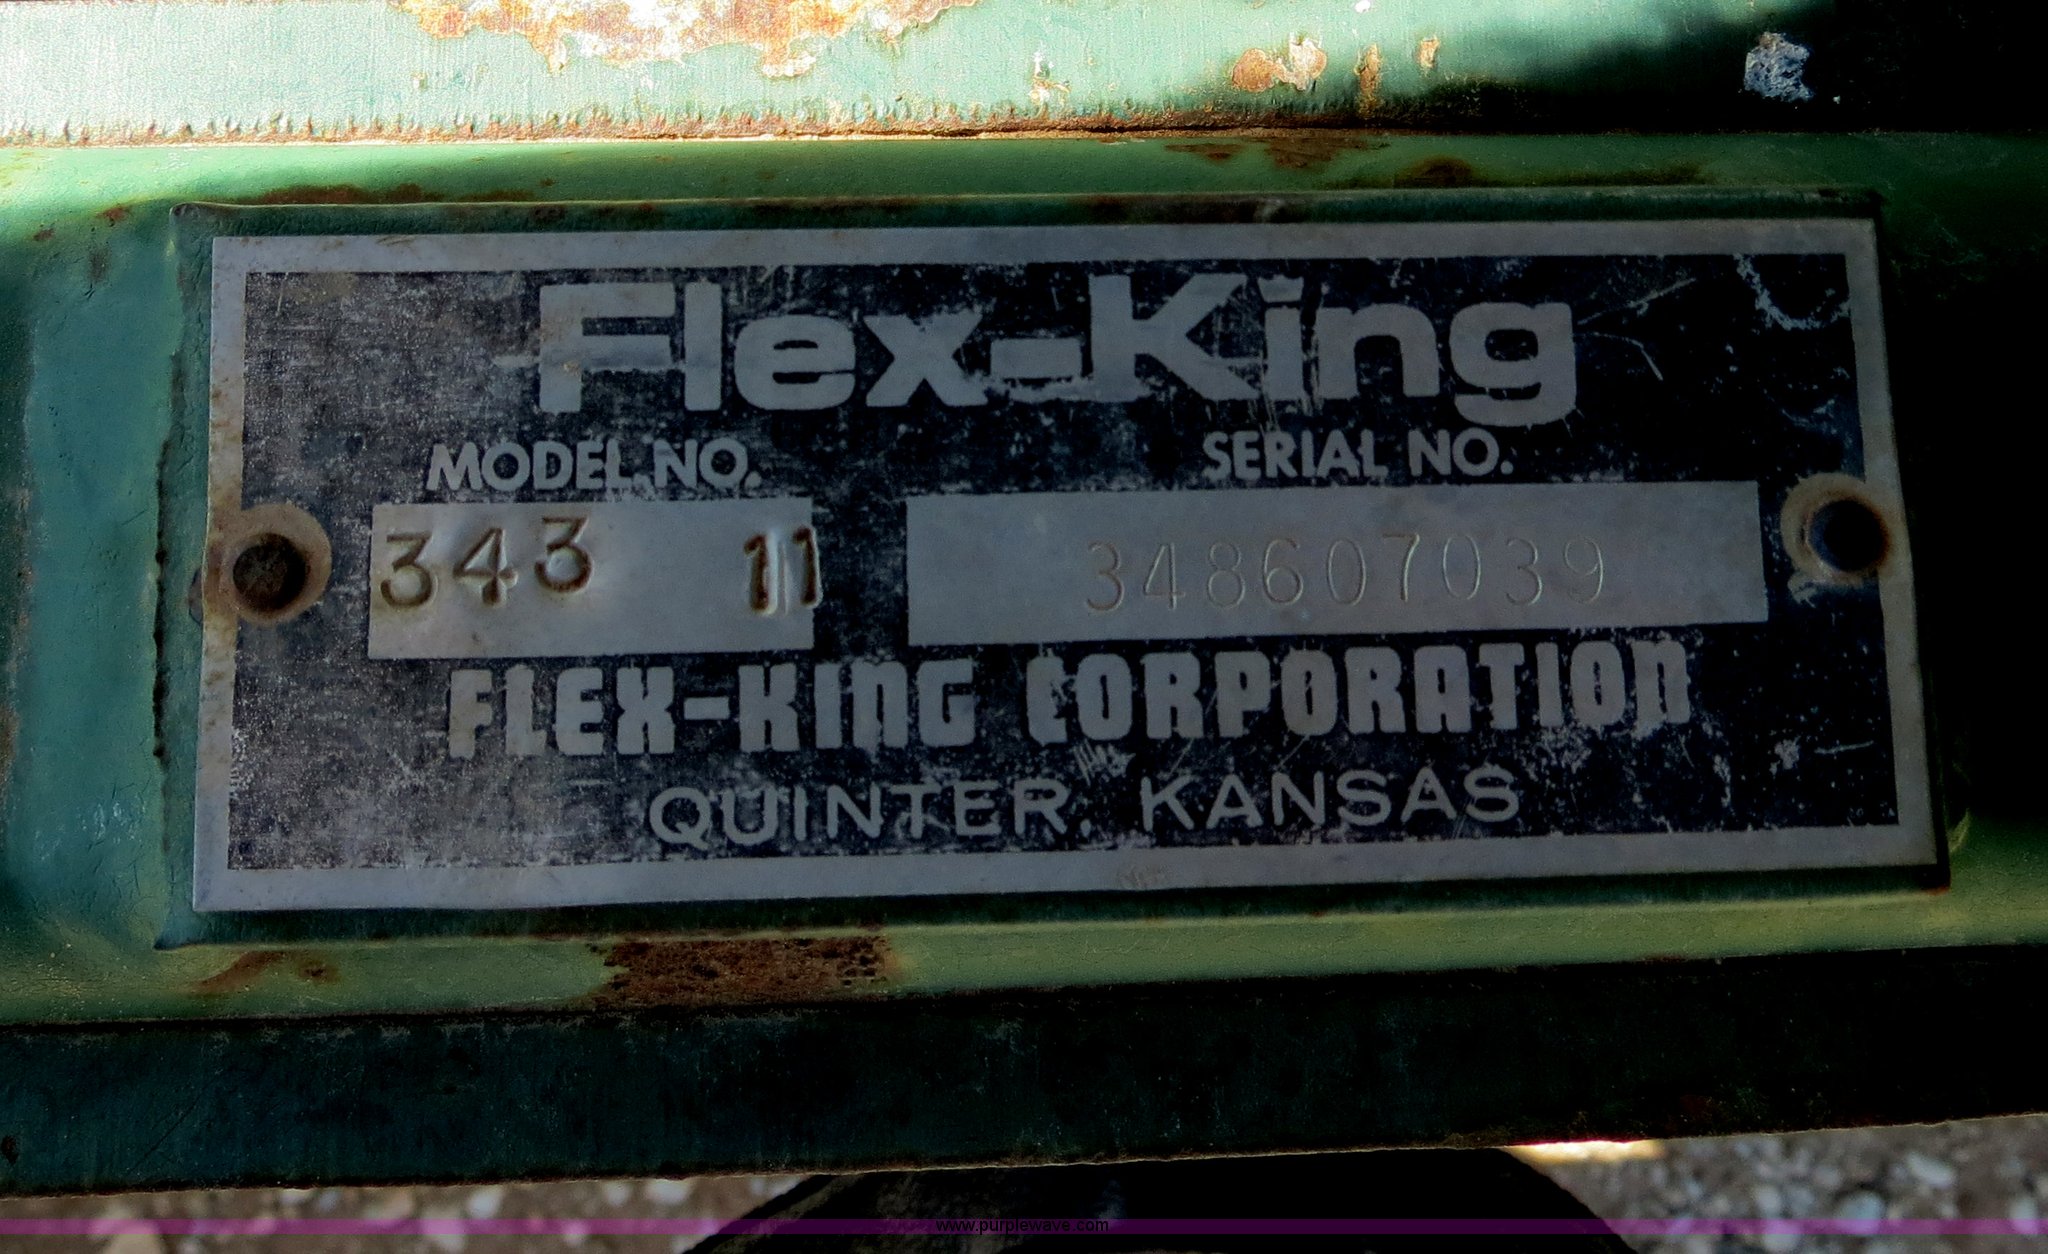 Flex-King
MODEL NO. SERIAL NO.
343 11 348607039
FLEX-KING CORPORATION
QUINTER, KANSAS
www.purplewave.com